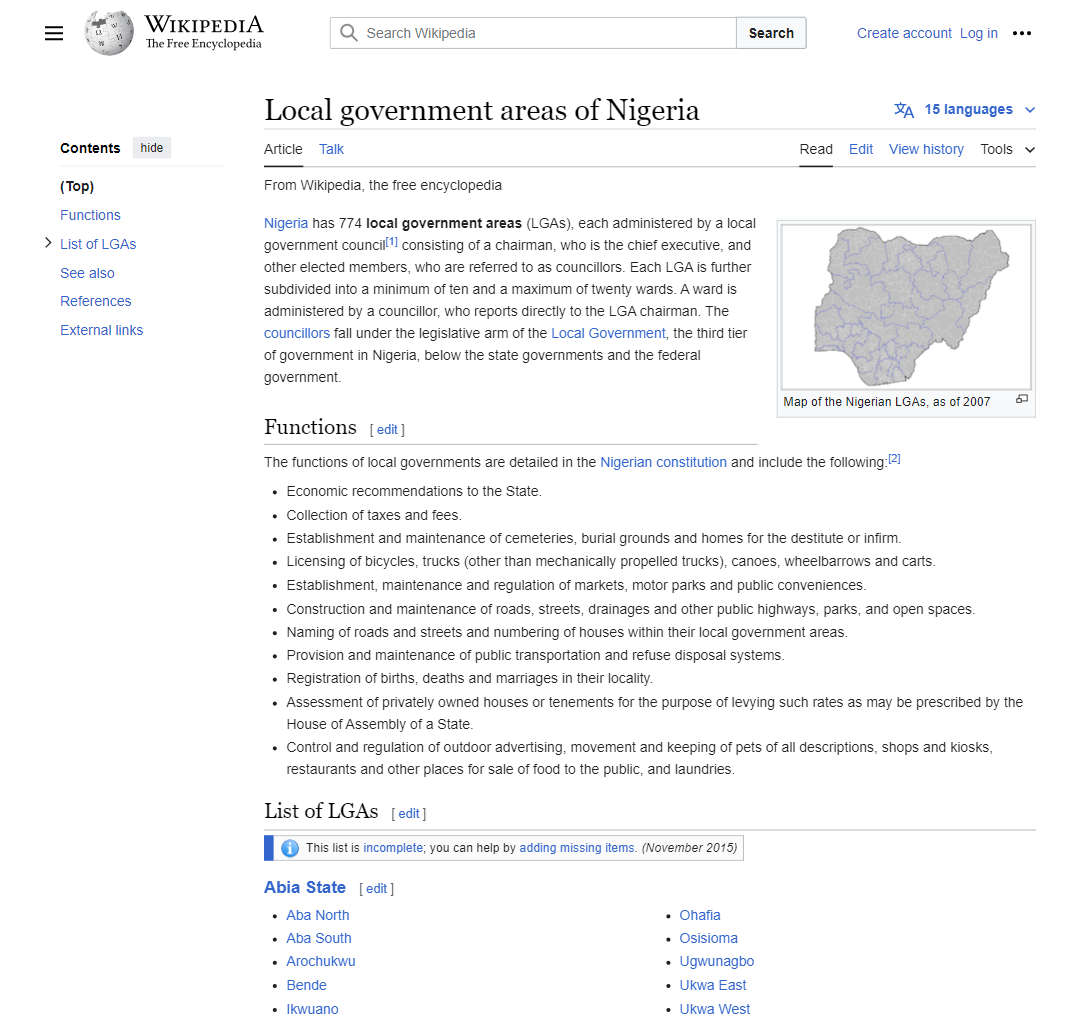 WIKIPEDIA
The Free Encyclopedia
Search Wikipedia
Search
Create account Log in
Contents hide
(Top)
Functions
List of LGAs
See also
References
External links
Local government areas of Nigeria
15 languages
Article Talk
Read Edit View history Tools
From Wikipedia, the free encyclopedia
Nigeria has 774 local government areas (LGAs), each administered by a local
government council[1] consisting of a chairman, who is the chief executive, and
other elected members, who are referred to as councillors. Each LGA is further
subdivided into a minimum of ten and a maximum of twenty wards. A ward is
administered by a councillor, who reports directly to the LGA chairman. The
councillors fall under the legislative arm of the Local Government, the third tier
of government in Nigeria, below the state governments and the federal
government.
Map of the Nigerian LGAs, as of 2007
Functions [ edit ]
The functions of local governments are detailed in the Nigerian constitution and include the following:[2]
• Economic recommendations to the State.
• Collection of taxes and fees.
• Establishment and maintenance of cemeteries, burial grounds and homes for the destitute or infirm.
• Licensing of bicycles, trucks (other than mechanically propelled trucks), canoes, wheelbarrows and carts.
• Establishment, maintenance and regulation of markets, motor parks and public conveniences.
• Construction and maintenance of roads, streets, drainages and other public highways, parks, and open spaces.
• Naming of roads and streets and numbering of houses within their local government areas.
• Provision and maintenance of public transportation and refuse disposal systems.
• Registration of births, deaths and marriages in their locality.
• Assessment of privately owned houses or tenements for the purpose of levying such rates as may be prescribed by the
House of Assembly of a State.
• Control and regulation of outdoor advertising, movement and keeping of pets of all descriptions, shops and kiosks,
restaurants and other places for sale of food to the public, and laundries.
List of LGAs [ edit ]
This list is incomplete; you can help by adding missing items. (November 2015)
Abia State [ edit ]
• Aba North
• Aba South
• Arochukwu
• Bende
• Ikwuano
• Ohafia
• Osisioma
• Ugwunagbo
• Ukwa East
• Ukwa West